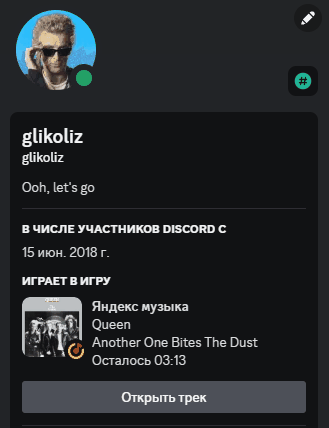 glikoliz
glikoliz
Ooh, let's go
В ЧИСЛЕ УЧАСТНИКОВ DISCORD С
15 июн. 2018 г.
ИГРАЕТ В ИГРУ
Яндекс музыка
Queen
Another One Bites The Dust
Осталось 03:13
Открыть трек